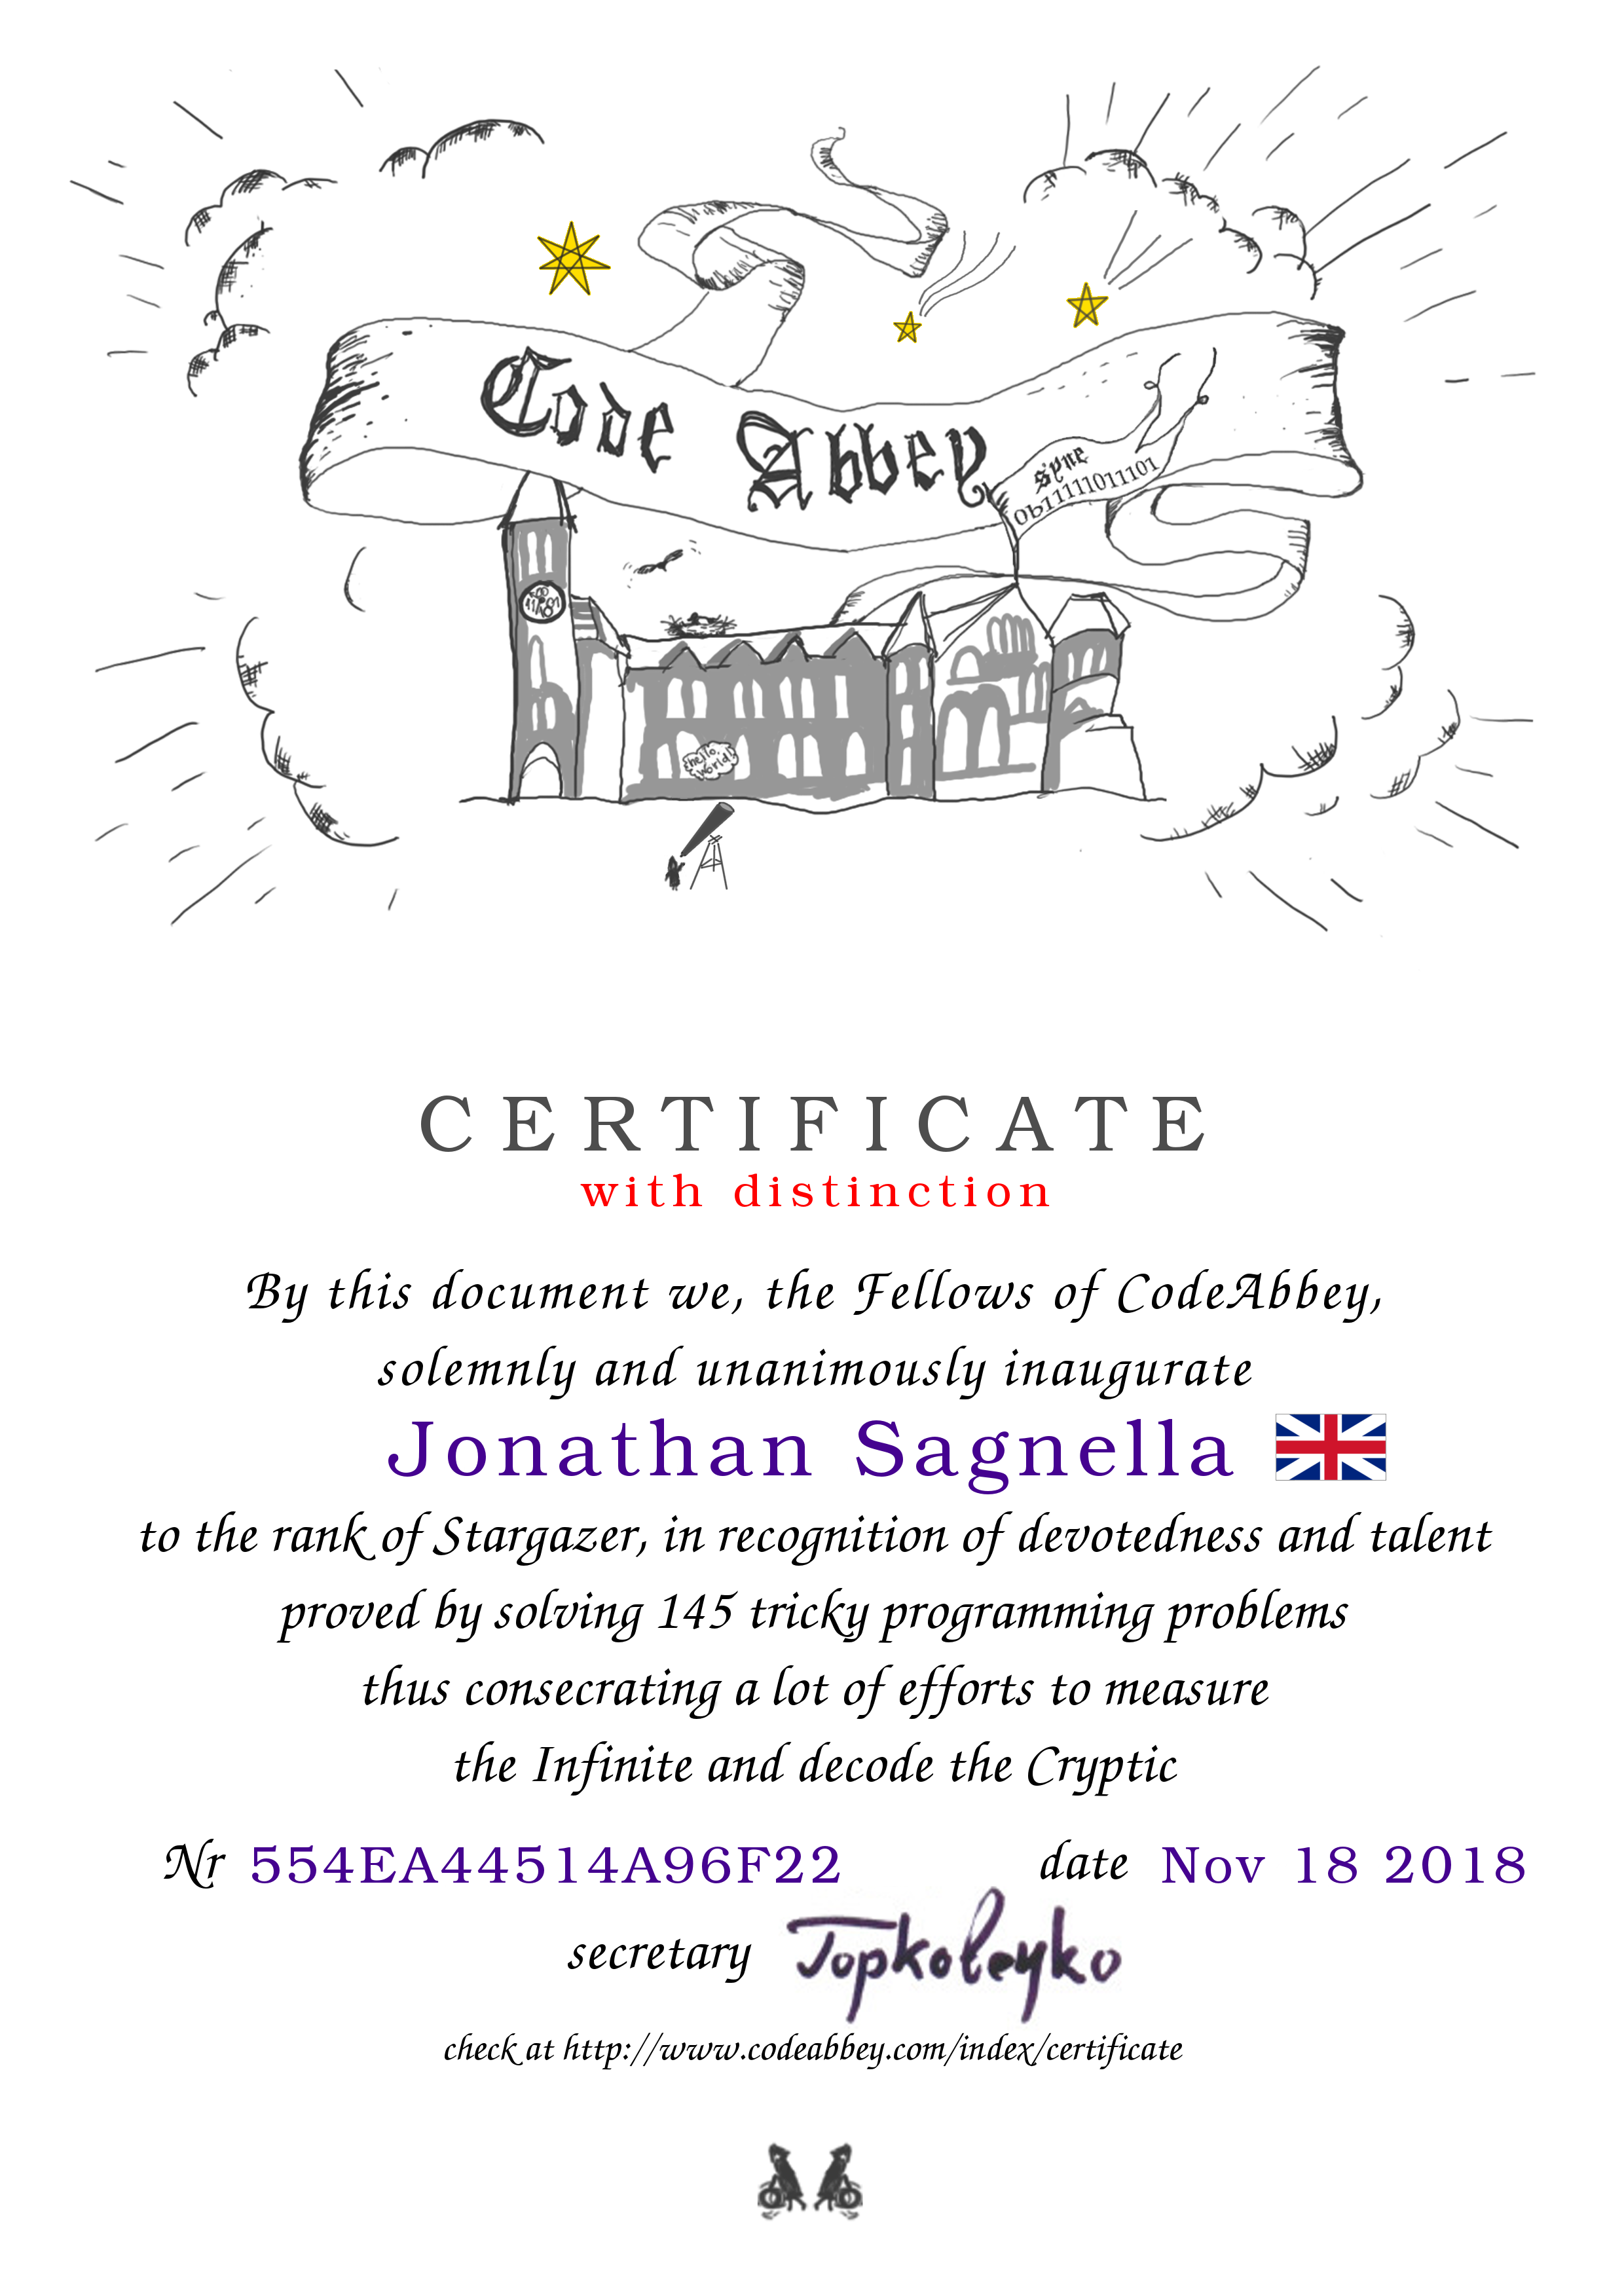 Code Abbey
syne
0b11111011101
hello,
world!
CERTIFICATE
with distinction
By this document we, the Fellows of CodeAbbey,
solemnly and unanimously inaugurate
Jonathan Sagnella
to the rank of Stargazer, in recognition of devotedness and talent
proved by solving 145 tricky programming problems
thus consecrating a lot of efforts to measure
the Infinite and decode the Cryptic
Nr 554EA44514A96F22 date Nov 18 2018
secretary
check at http://www.codeabbey.com/index/certificate